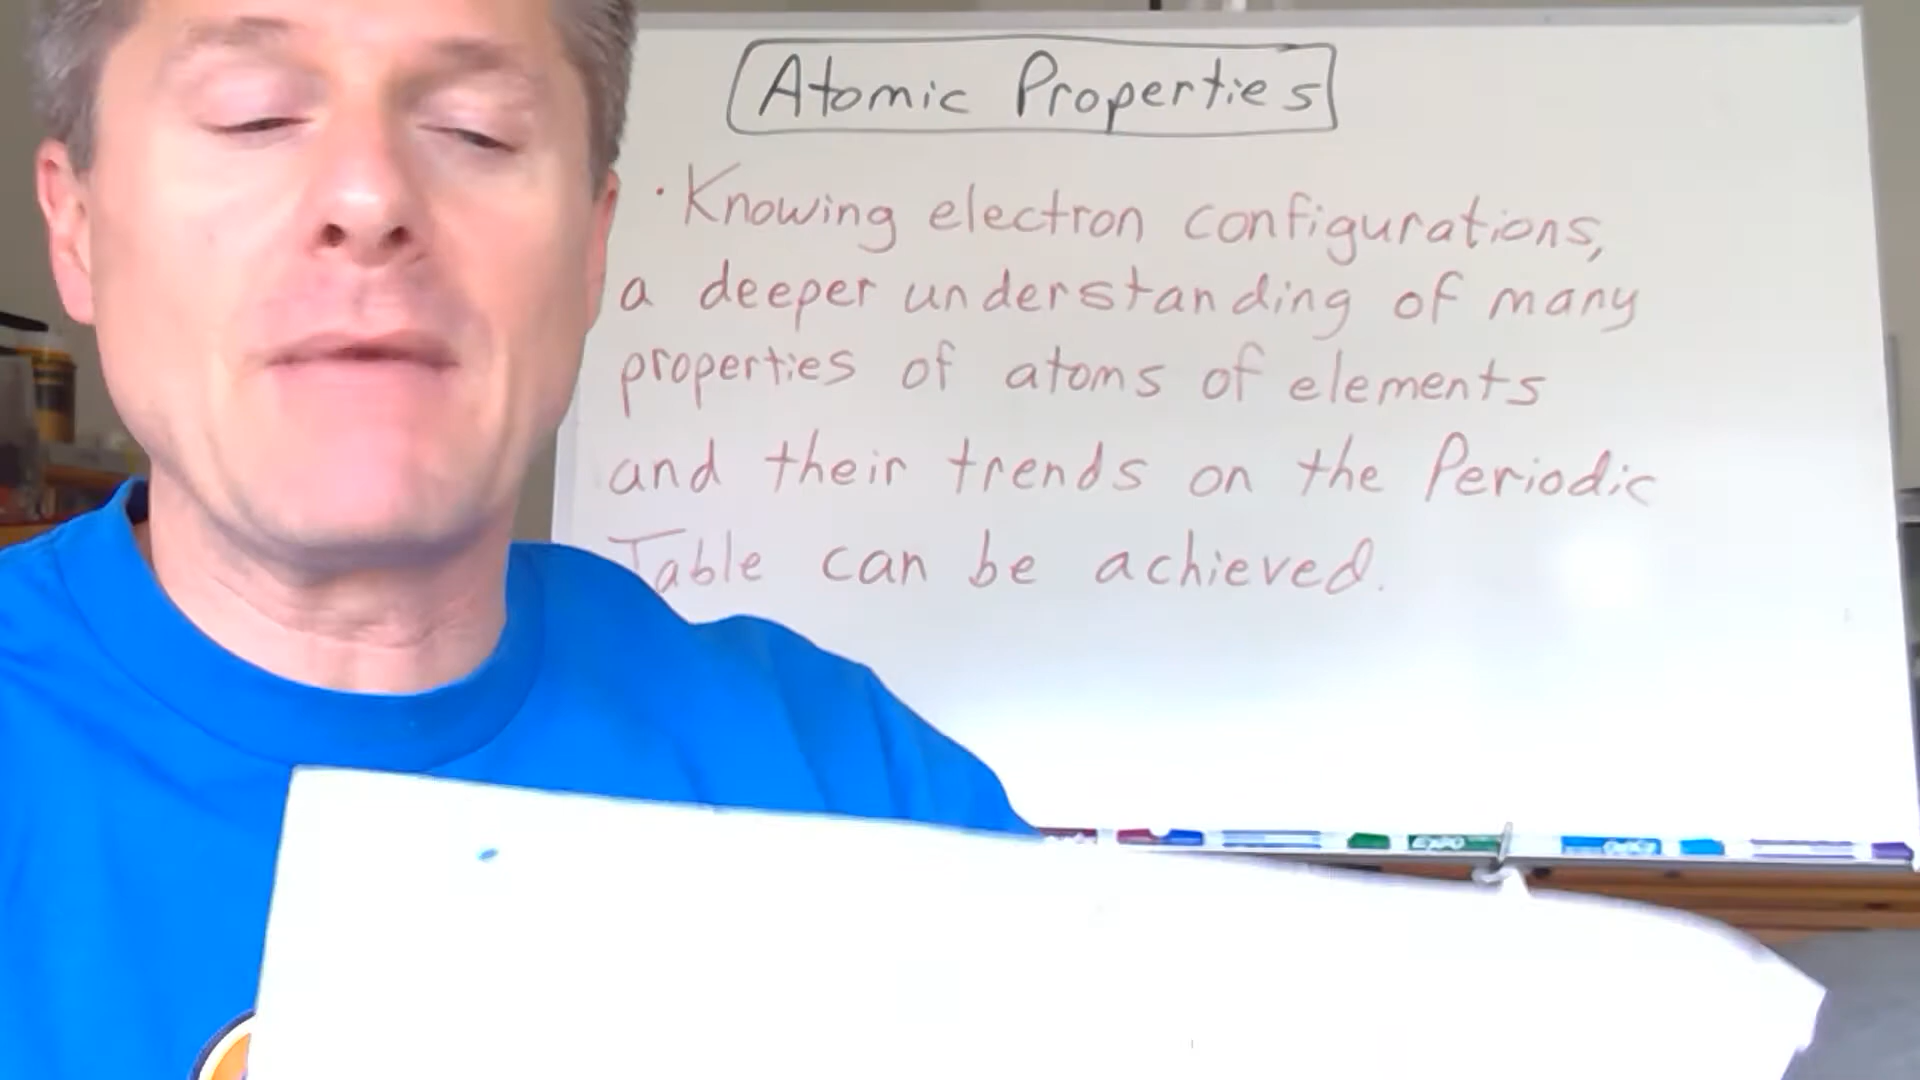 Atomic Properties
· Knowing electron configurations,
a deeper understanding of many
properties of atoms of elements
and their trends on the Periodic
Table can be achieved.
EXPO